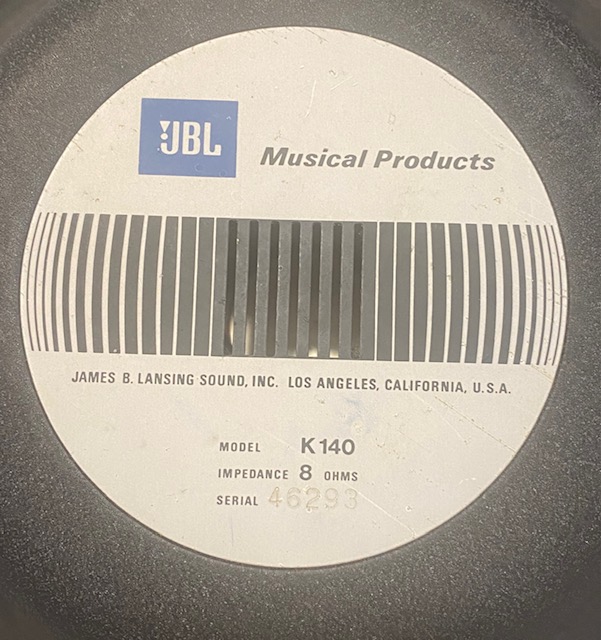 JBL
Musical Products
JAMES B. LANSING SOUND, INC. LOS ANGELES, CALIFORNIA, U.S.A.
MODEL K140
IMPEDANCE 8 OHMS
SERIAL 46293